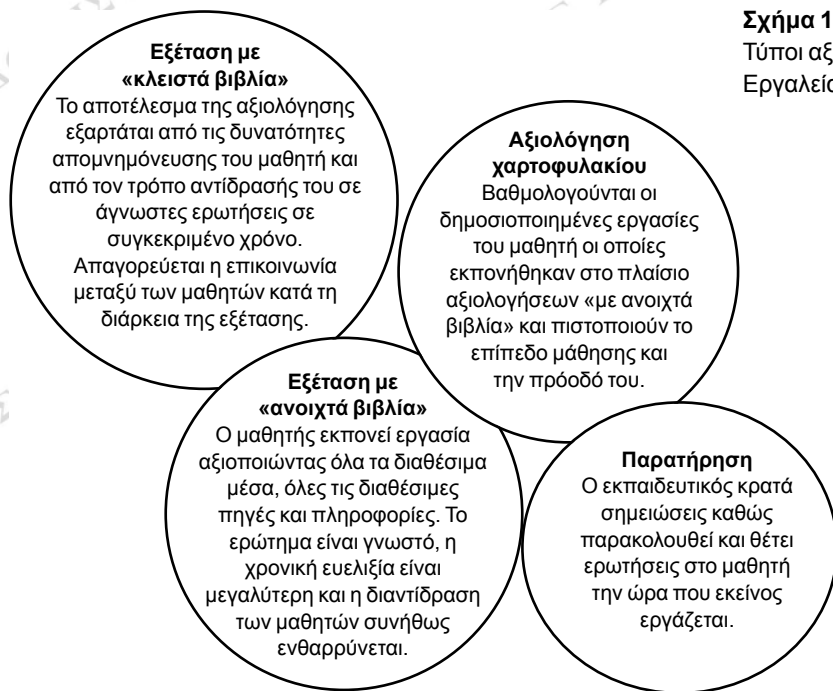 Σχήμα 1
Τύποι αξ
Εργαλεία
Εξέταση με
«κλειστά βιβλία»
Το αποτέλεσμα της αξιολόγησης
εξαρτάται από τις δυνατότητες
απομνημόνευσης του μαθητή και
από τον τρόπο αντίδρασής του σε
άγνωστες ερωτήσεις σε
συγκεκριμένο χρόνο.
Απαγορεύεται η επικοινωνία
μεταξύ των μαθητών κατά τη
διάρκεια της εξέτασης.
Αξιολόγηση
χαρτοφυλακίου
Βαθμολογούνται οι
δημοσιοποιημένες εργασίες
του μαθητή οι οποίες
εκπονήθηκαν στο πλαίσιο
αξιολογήσεων «με ανοιχτά
βιβλία» και πιστοποιούν το
επίπεδο μάθησης και
την πρόοδό του.
Εξέταση με
«ανοιχτά βιβλία»
Ο μαθητής εκπονεί εργασία
αξιοποιώντας όλα τα διαθέσιμα
μέσα, όλες τις διαθέσιμες
πηγές και πληροφορίες. Το
ερώτημα είναι γνωστό, η
χρονική ευελιξία είναι
μεγαλύτερη και η διαντίδραση
των μαθητών συνήθως
ενθαρρύνεται.
Παρατήρηση
Ο εκπαιδευτικός κρατά
σημειώσεις καθώς
παρακολουθεί και θέτει
ερωτήσεις στο μαθητή
την ώρα που εκείνος
εργάζεται.